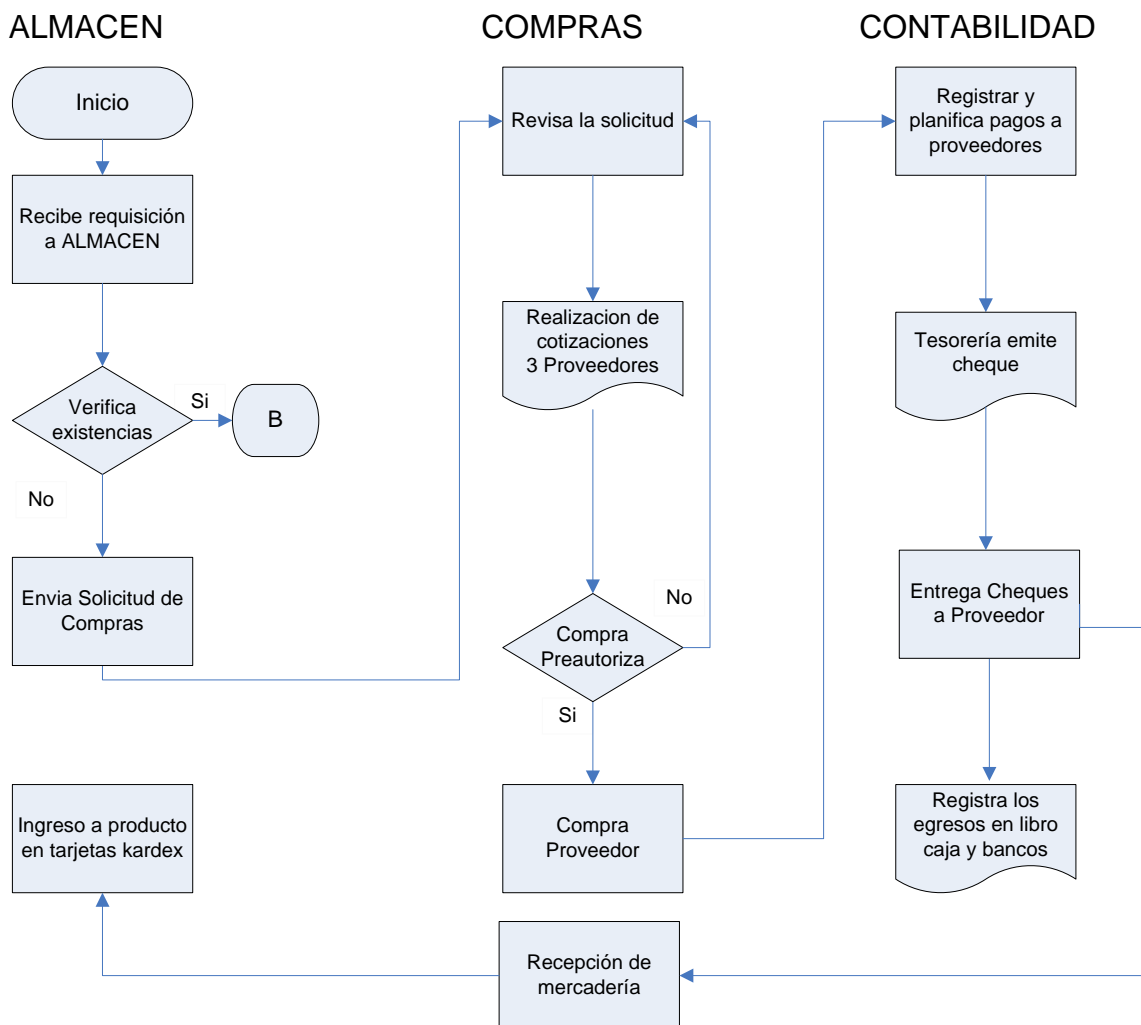 ALMACEN
Inicio
Recibe requisición
a ALMACEN
Verifica
existencias
Si
B
No
Envia Solicitud de
Compras
Ingreso a producto
en tarjetas kardex
COMPRAS
Revisa la solicitud
Realizacion de
cotizaciones
3 Proveedores
No
Compra
Preautoriza
Si
Compra
Proveedor
Recepción de
mercadería
CONTABILIDAD
Registrar y
planifica pagos a
proveedores
Tesorería emite
cheque
Entrega Cheques
a Proveedor
Registra los
egresos en libro
caja y bancos